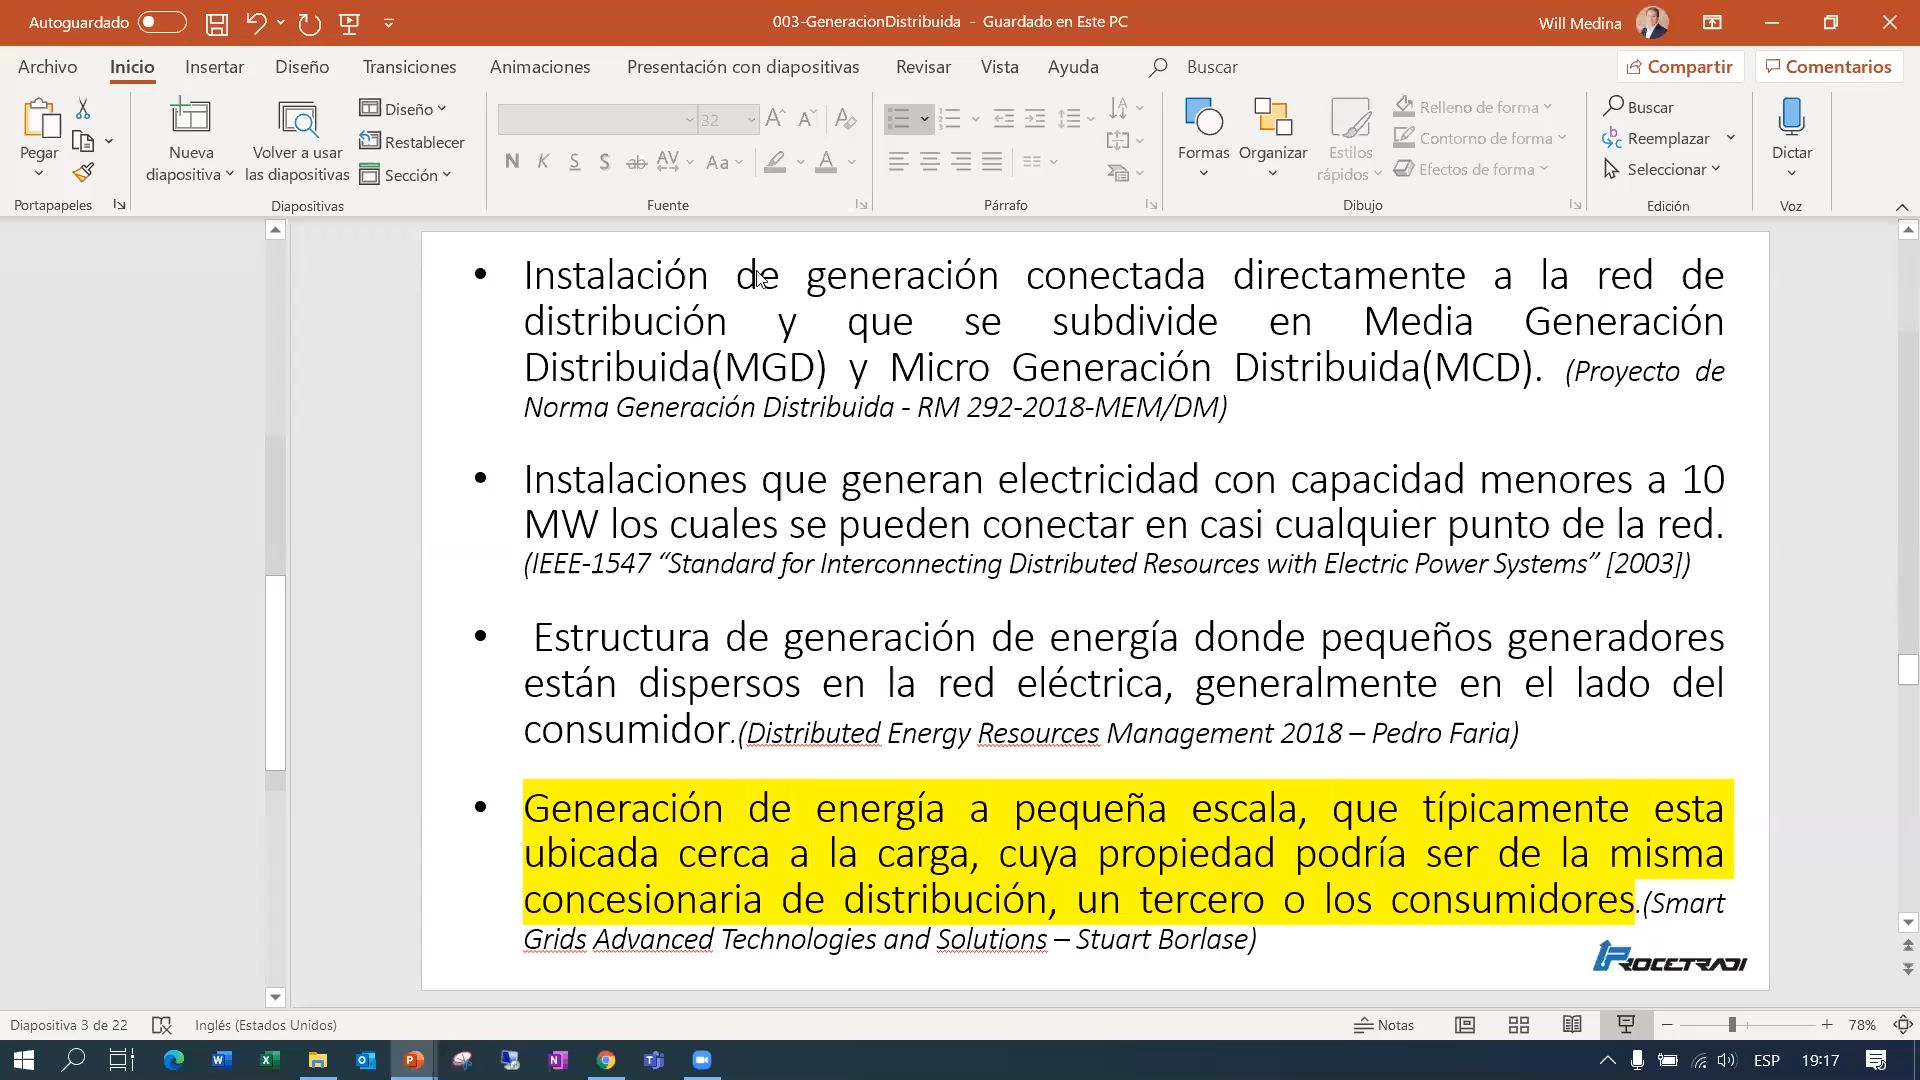 Autoguardado
003-GeneracionDistribuida - Guardado en Este PC
Will Medina
Archivo Inicio Insertar Diseño Transiciones Animaciones Presentación con diapositivas Revisar Vista Ayuda Buscar
Compartir Comentarios
Pegar
Portapapeles
Nueva
diapositiva
Volver a usar
las diapositivas
Diseño
Restablecer
Sección
Diapositivas
32
N K S S ab AV Aa A
Fuente
Párrafo
Formas
Organizar
Estilos
rápidos
Relleno de forma
Contorno de forma
Efectos de forma
Dibujo
Buscar
Reemplazar
Seleccionar
Edición
Dictar
Voz
• Instalación de generación conectada directamente a la red de
distribución y que se subdivide en Media Generación
Distribuida(MGD) y Micro Generación Distribuida(MCD). (Proyecto de
Norma Generación Distribuida - RM 292-2018-MEM/DM)
• Instalaciones que generan electricidad con capacidad menores a 10
MW los cuales se pueden conectar en casi cualquier punto de la red.
(IEEE-1547 “Standard for Interconnecting Distributed Resources with Electric Power Systems” [2003])
• Estructura de generación de energía donde pequeños generadores
están dispersos en la red eléctrica, generalmente en el lado del
consumidor.(Distributed Energy Resources Management 2018 – Pedro Faria)
• Generación de energía a pequeña escala, que típicamente esta
ubicada cerca a la carga, cuya propiedad podría ser de la misma
concesionaria de distribución, un tercero o los consumidores.(Smart
Grids Advanced Technologies and Solutions – Stuart Borlase)
PROCETRADI
Diapositiva 3 de 22
Inglés (Estados Unidos)
Notas
78%
ESP
19:17